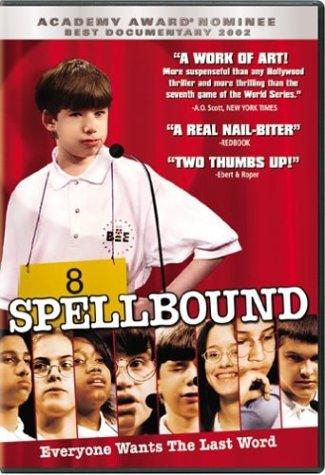 ACADEMY AWARD® NOMINEE
BEST DOCUMENTARY 2002
“A WORK OF ART!
More suspenseful than any Hollywood
thriller and more thrilling than the
seventh game of the World Series.”
-A.O. Scott, NEW YORK TIMES
“A REAL NAIL-BITER”
-REDBOOK
“TWO THUMBS UP!”
-Ebert & Roper
BEE
8
SPELLBOUND
Everyone Wants The Last Word